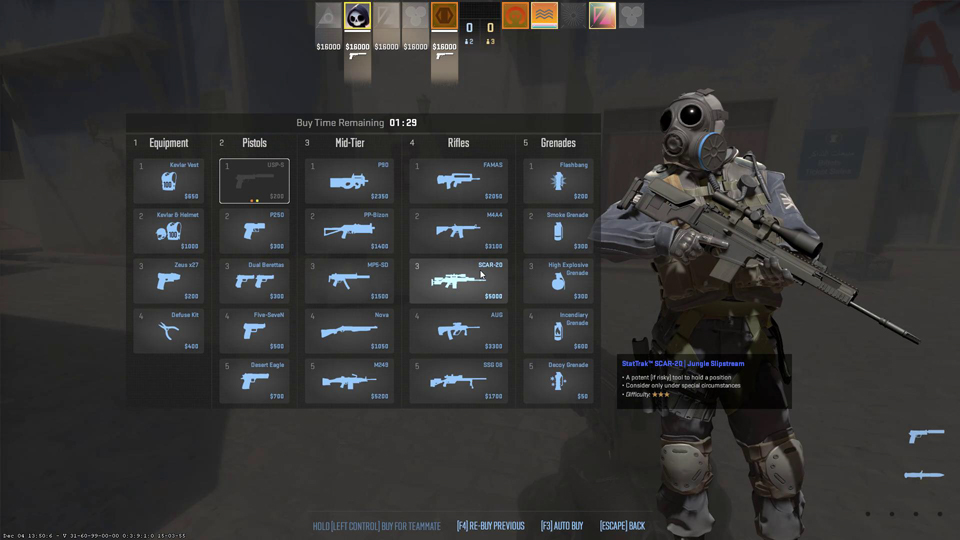 $16000 $16000 $16000 $16000 $16000
0 0
2 3
Buy Time Remaining 01:29
1 Equipment
1 Kevlar Vest
100
$650
2 Kevlar & Helmet
100
$1000
3 Zeus x27
$200
4 Defuse Kit
$400
2 Pistols
1 USP-S
$200
2 P250
$300
3 Dual Berettas
$300
4 Five-SeveN
$500
5 Desert Eagle
$700
3 Mid-Tier
1 P90
$2350
2 PP-Bizon
$1400
3 MP5-SD
$1500
4 Nova
$1050
5 M249
$5200
4 Rifles
1 FAMAS
$2050
2 M4A4
$3100
3 SCAR-20
$5000
4 AUG
$3300
5 SSG 08
$1700
5 Grenades
1 Flashbang
$200
2 Smoke Grenade
$300
3 High Explosive
Grenade
$300
4 Incendiary
Grenade
$600
5 Decoy Grenade
$50
StatTrak™ SCAR-20 | Jungle Slipstream
• A potent (if risky) tool to hold a position
• Consider only under special circumstances
• Difficulty: ★★★
HOLD [LEFT CONTROL] BUY FOR TEAMMATE [F4] RE-BUY PREVIOUS [F3] AUTO BUY [ESCAPE] BACK